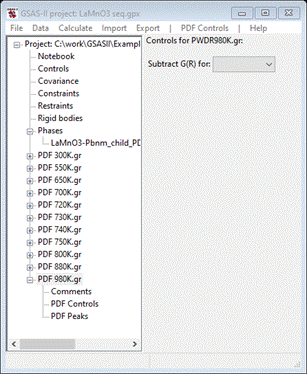 GSAS-II project: LaMnO3 seq.gpx
File Data Calculate Import Export | PDF Controls | Help
Project: C:\work\GSASII\Exampl
Notebook
Controls
Covariance
Constraints
Restraints
Rigid bodies
Phases
LaMnO3-Pbnm_child_PD
PDF 300K.gr
PDF 550K.gr
PDF 650K.gr
PDF 700K.gr
PDF 720K.gr
PDF 730K.gr
PDF 740K.gr
PDF 750K.gr
PDF 800K.gr
PDF 880K.gr
PDF 980K.gr
Comments
PDF Controls
PDF Peaks
Controls for PWDR980K.gr:
Subtract G(R) for: